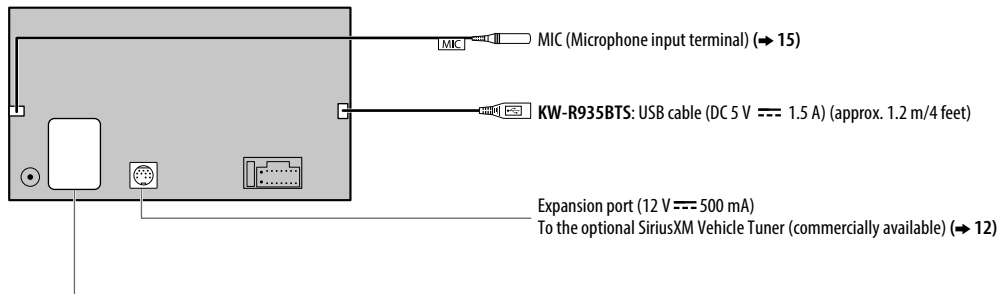 MIC
MIC (Microphone input terminal) (➜ 15)
KW-R935BTS: USB cable (DC 5 V ⎓ 1.5 A) (approx. 1.2 m/4 feet)
Expansion port (12 V ⎓ 500 mA)
To the optional SiriusXM Vehicle Tuner (commercially available) (➜ 12)